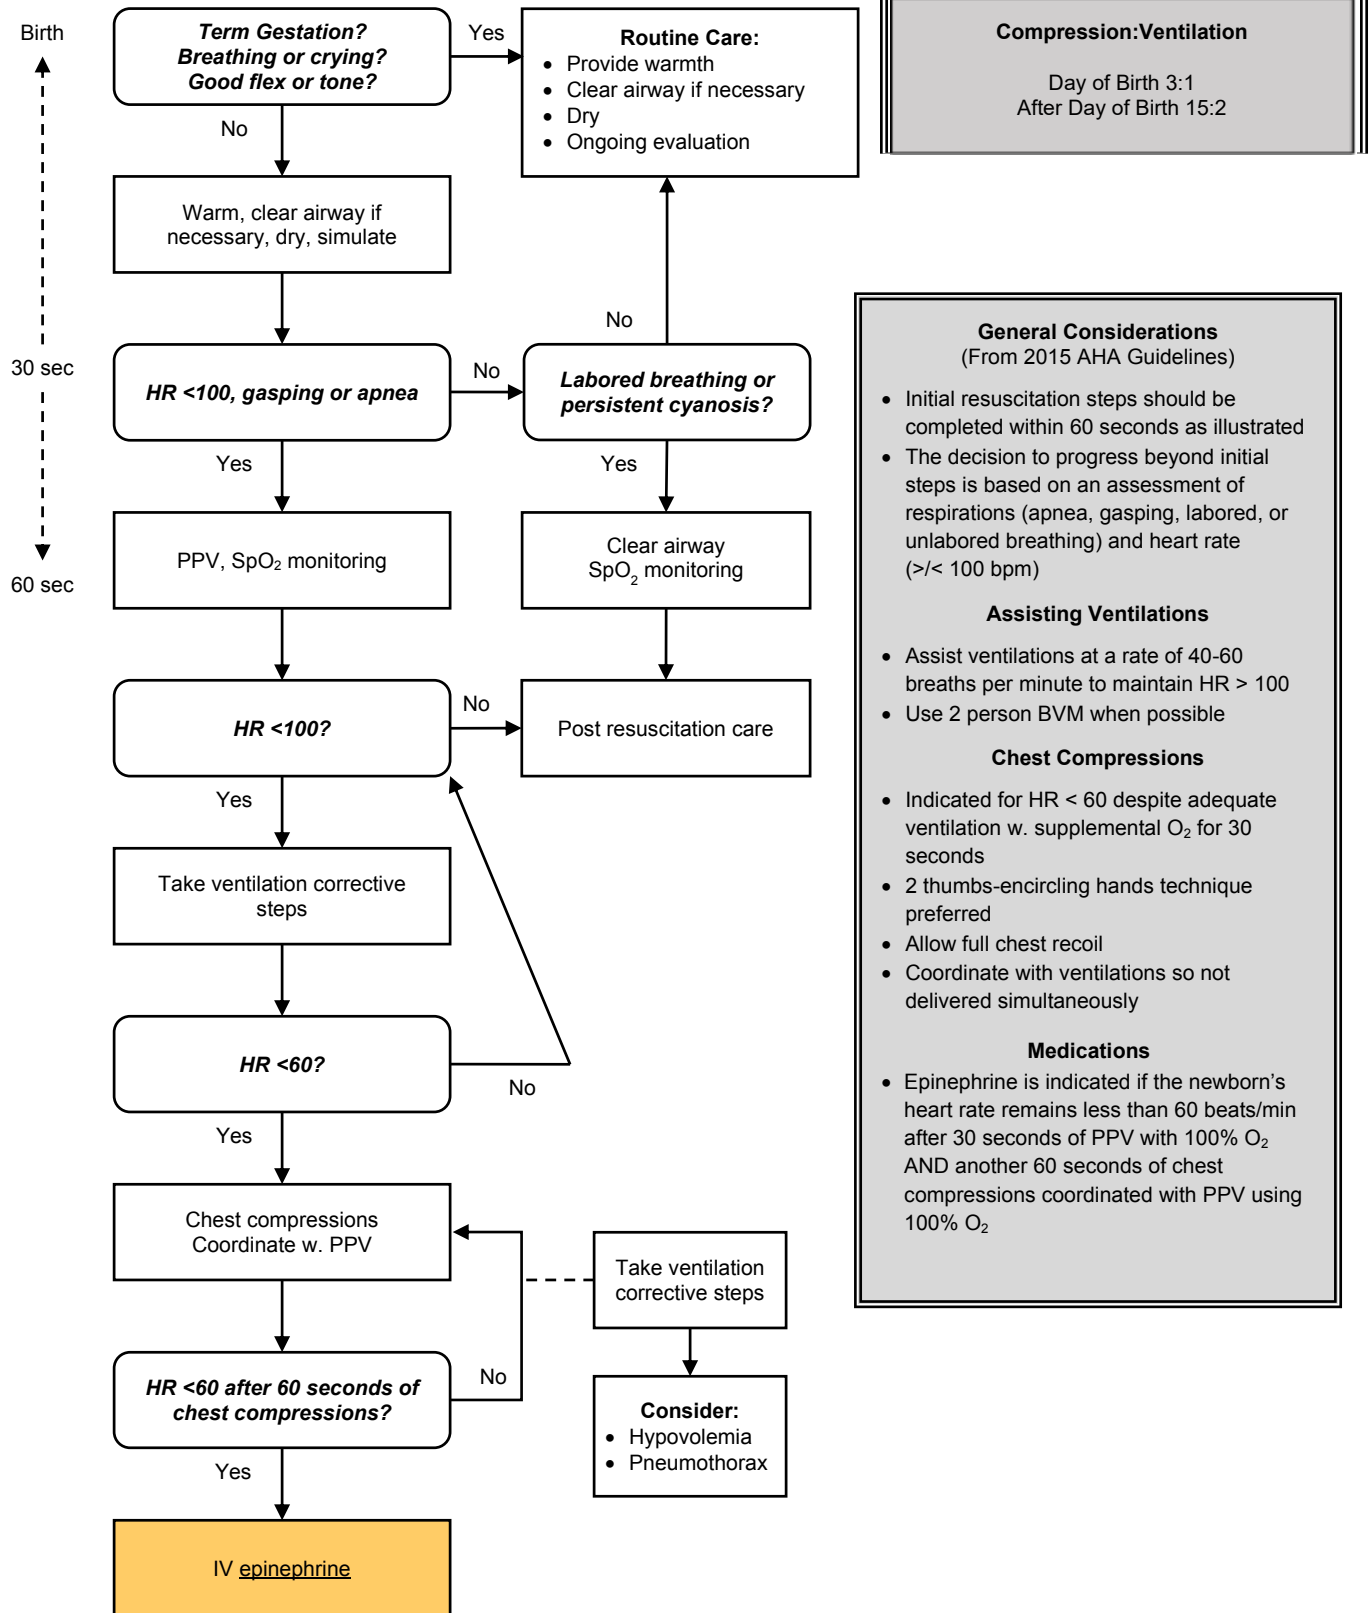 Birth
30 sec
60 sec
Term Gestation?
Breathing or crying?
Good flex or tone?
Yes
No
Routine Care:
• Provide warmth
• Clear airway if necessary
• Dry
• Ongoing evaluation
Warm, clear airway if
necessary, dry, simulate
HR <100, gasping or apnea
No
Yes
Labored breathing or
persistent cyanosis?
No
Yes
PPV, SpO₂ monitoring
Clear airway
SpO₂ monitoring
HR <100?
No
Yes
Post resuscitation care
Take ventilation corrective
steps
HR <60?
No
Yes
Chest compressions
Coordinate w. PPV
Take ventilation
corrective steps
HR <60 after 60 seconds of
chest compressions?
No
Yes
Consider:
• Hypovolemia
• Pneumothorax
IV epinephrine
Compression:Ventilation
Day of Birth 3:1
After Day of Birth 15:2
General Considerations
(From 2015 AHA Guidelines)
• Initial resuscitation steps should be
completed within 60 seconds as illustrated
• The decision to progress beyond initial
steps is based on an assessment of
respirations (apnea, gasping, labored, or
unlabored breathing) and heart rate
(>/< 100 bpm)
Assisting Ventilations
• Assist ventilations at a rate of 40-60
breaths per minute to maintain HR > 100
• Use 2 person BVM when possible
Chest Compressions
• Indicated for HR < 60 despite adequate
ventilation w. supplemental O₂ for 30
seconds
• 2 thumbs-encircling hands technique
preferred
• Allow full chest recoil
• Coordinate with ventilations so not
delivered simultaneously
Medications
• Epinephrine is indicated if the newborn’s
heart rate remains less than 60 beats/min
after 30 seconds of PPV with 100% O₂
AND another 60 seconds of chest
compressions coordinated with PPV using
100% O₂